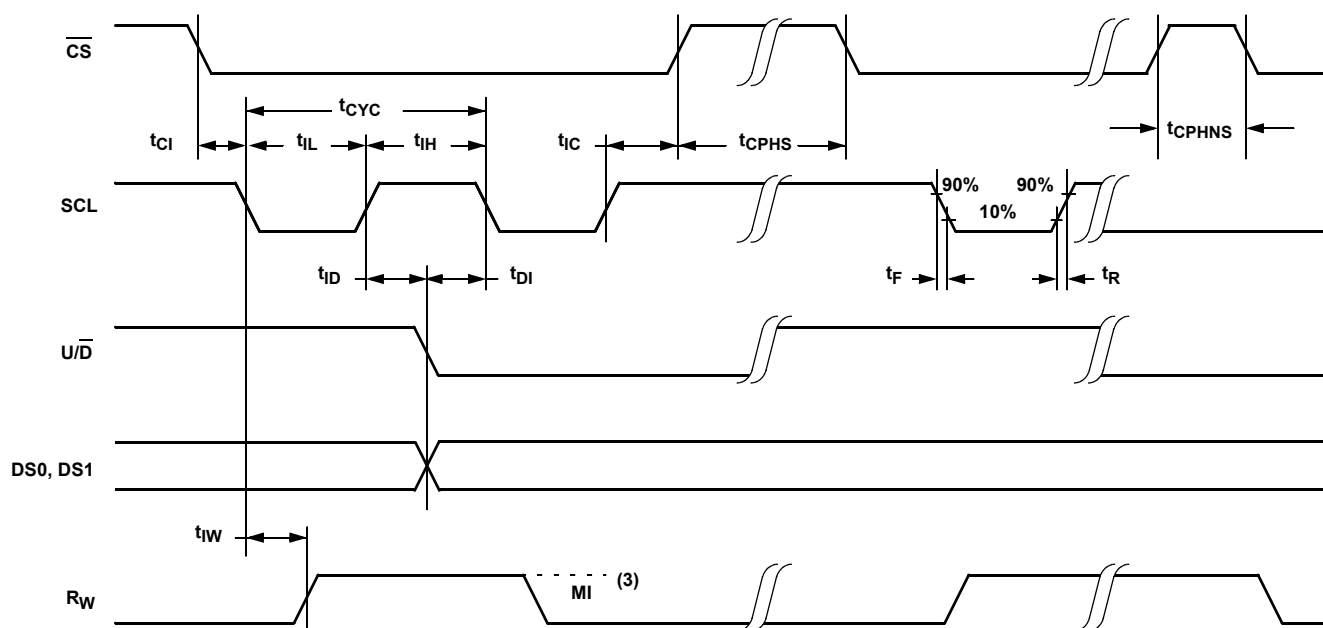 CS
tCYC
tCI
tIL
tIH
tIC
tCPHS
tCPHNS
SCL
90%
90%
10%
tID
tDI
tF
tR
U/D
DS0, DS1
tIW
RW
MI
(3)